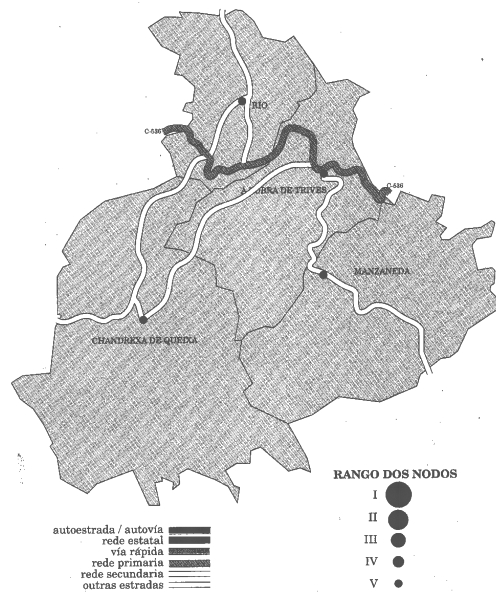 RÍO
C-536
A POBRA DE TRIVES
C-536
MANZANEDA
CHANDREXA DE QUEIXA
RANGO DOS NODOS
I
II
III
IV
V
autoestrada / autovía
rede estatal
vía rápida
rede primaria
rede secundaria
outras estradas